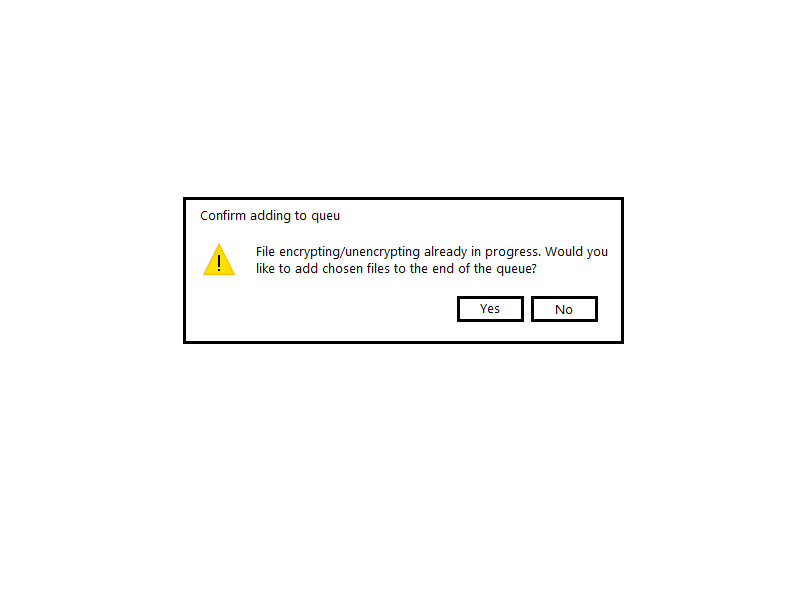 Confirm adding to queu
File encrypting/unencrypting already in progress. Would you
like to add chosen files to the end of the queue?
Yes No